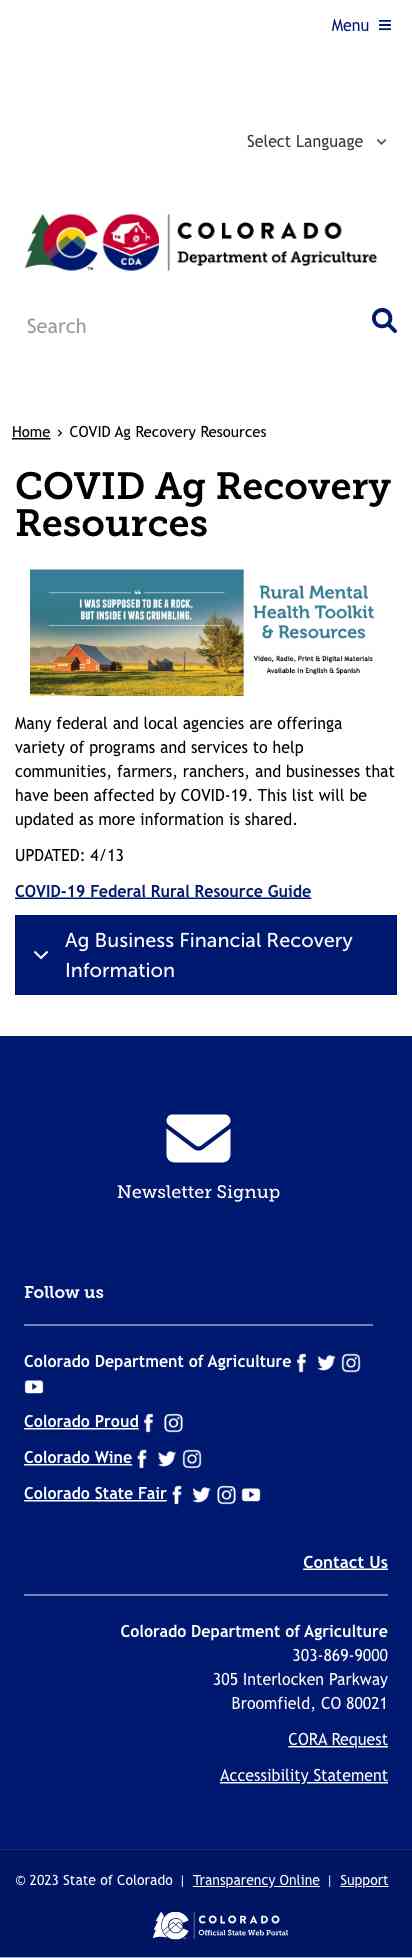 Menu
Select Language
COLORADO
Department of Agriculture
CDA
TM
Search
Home › COVID Ag Recovery Resources
COVID Ag Recovery
Resources
“
I WAS SUPPOSED TO BE A ROCK.
BUT INSIDE I WAS CRUMBLING.
Rural Mental
Health Toolkit
& Resources
Video, Radio, Print & Digital Materials
Available in English & Spanish
Many federal and local agencies are offeringa
variety of programs and services to help
communities, farmers, ranchers, and businesses that
have been affected by COVID-19. This list will be
updated as more information is shared.
UPDATED: 4/13
COVID-19 Federal Rural Resource Guide
Ag Business Financial Recovery
Information
Newsletter Signup
Follow us
Colorado Department of Agriculture
Colorado Proud
Colorado Wine
Colorado State Fair
Contact Us
Colorado Department of Agriculture
303-869-9000
305 Interlocken Parkway
Broomfield, CO 80021
CORA Request
Accessibility Statement
© 2023 State of Colorado | Transparency Online | Support
COLORADO
Official State Web Portal